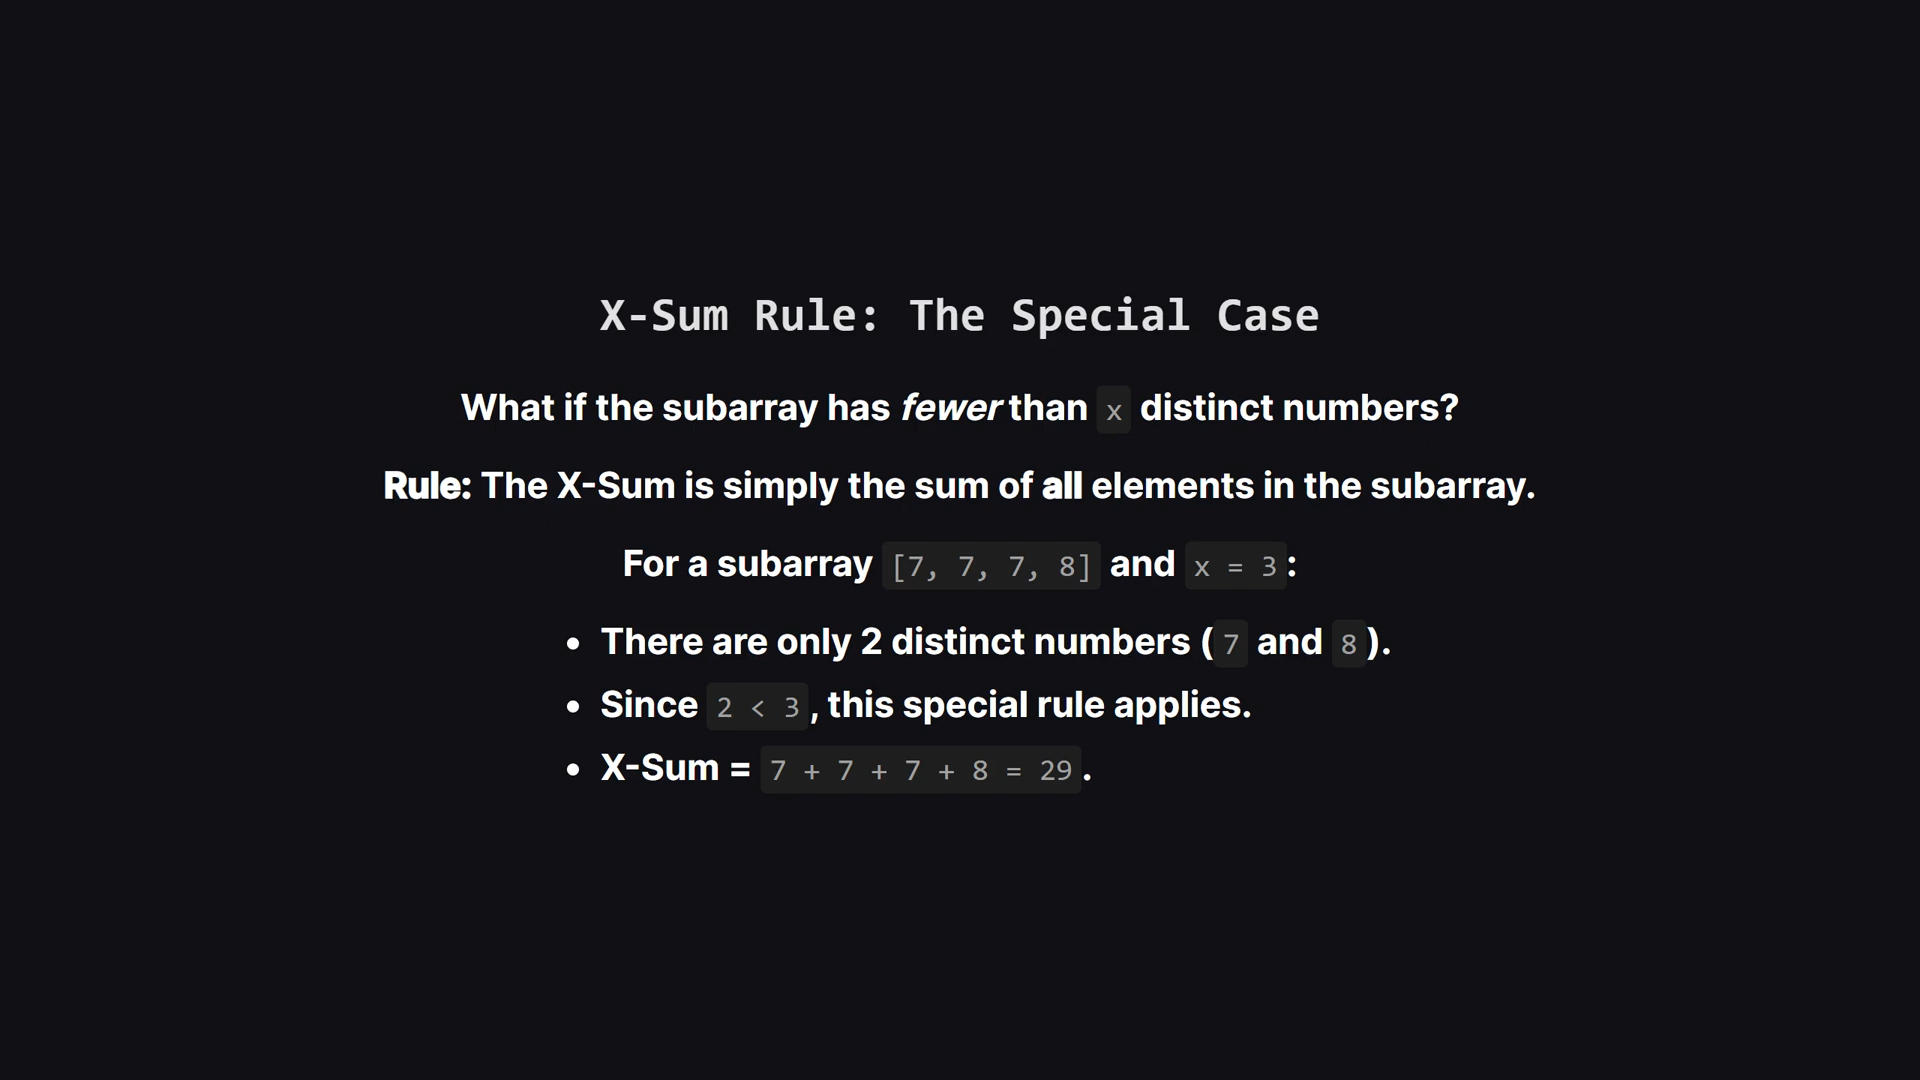 X-Sum Rule: The Special Case
What if the subarray has fewer than x distinct numbers?
Rule: The X-Sum is simply the sum of all elements in the subarray.
For a subarray [7, 7, 7, 8] and x = 3:
• There are only 2 distinct numbers (7 and 8).
• Since 2 < 3, this special rule applies.
• X-Sum = 7 + 7 + 7 + 8 = 29.